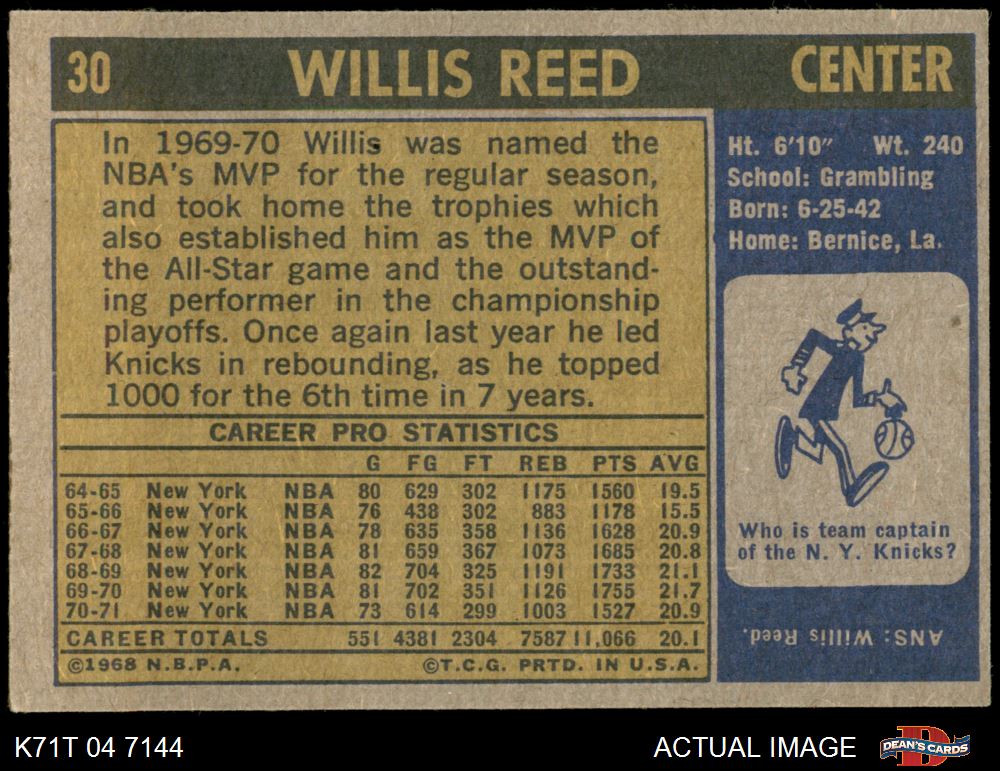 30 WILLIS REED CENTER
In 1969-70 Willis was named the
NBA's MVP for the regular season,
and took home the trophies which
also established him as the MVP of
the All-Star game and the outstand-
ing performer in the championship
playoffs. Once again last year he led
Knicks in rebounding, as he topped
1000 for the 6th time in 7 years.
CAREER PRO STATISTICS
G FG FT REB PTS AVG
64-65 New York NBA 80 629 302 1175 1560 19.5
65-66 New York NBA 76 438 302 883 1178 15.5
66-67 New York NBA 78 635 358 1136 1628 20.9
67-68 New York NBA 81 659 367 1073 1685 20.8
68-69 New York NBA 82 704 325 1191 1733 21.1
69-70 New York NBA 81 702 351 1126 1755 21.7
70-71 New York NBA 73 614 299 1003 1527 20.9
CAREER TOTALS 551 4381 2304 7587 11,066 20.1
©1968 N.B.P.A. ©T.C.G. PRTD. IN U.S.A.
Ht. 6'10" Wt. 240
School: Grambling
Born: 6-25-42
Home: Bernice, La.
Who is team captain
of the N. Y. Knicks?
ANS: Willis Reed.
K71T 04 7144 ACTUAL IMAGE DEAN'S CARDS